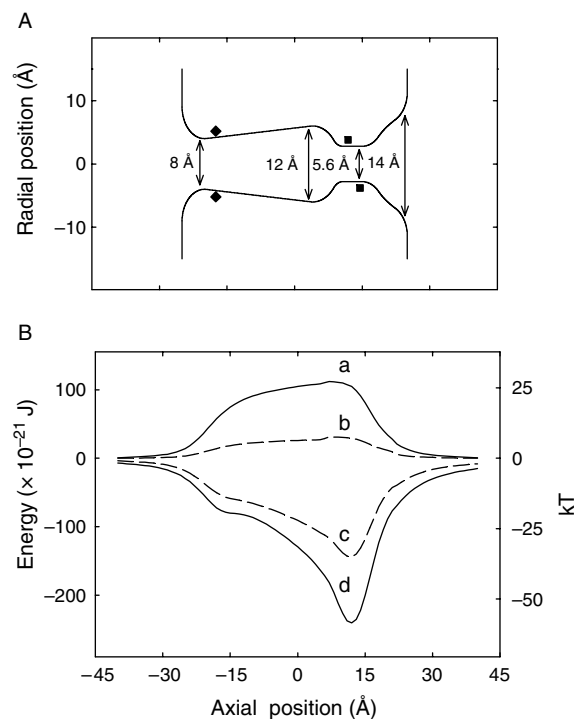 A
Radial position (Å)
10
0
−10
8 Å
12 Å
5.6 Å
14 Å
B
Energy (× 10⁻²¹ J)
100
0
−100
−200
a
b
c
d
25
0
−25
−50
kT
−45
−30
−15
0
15
30
45
Axial position (Å)